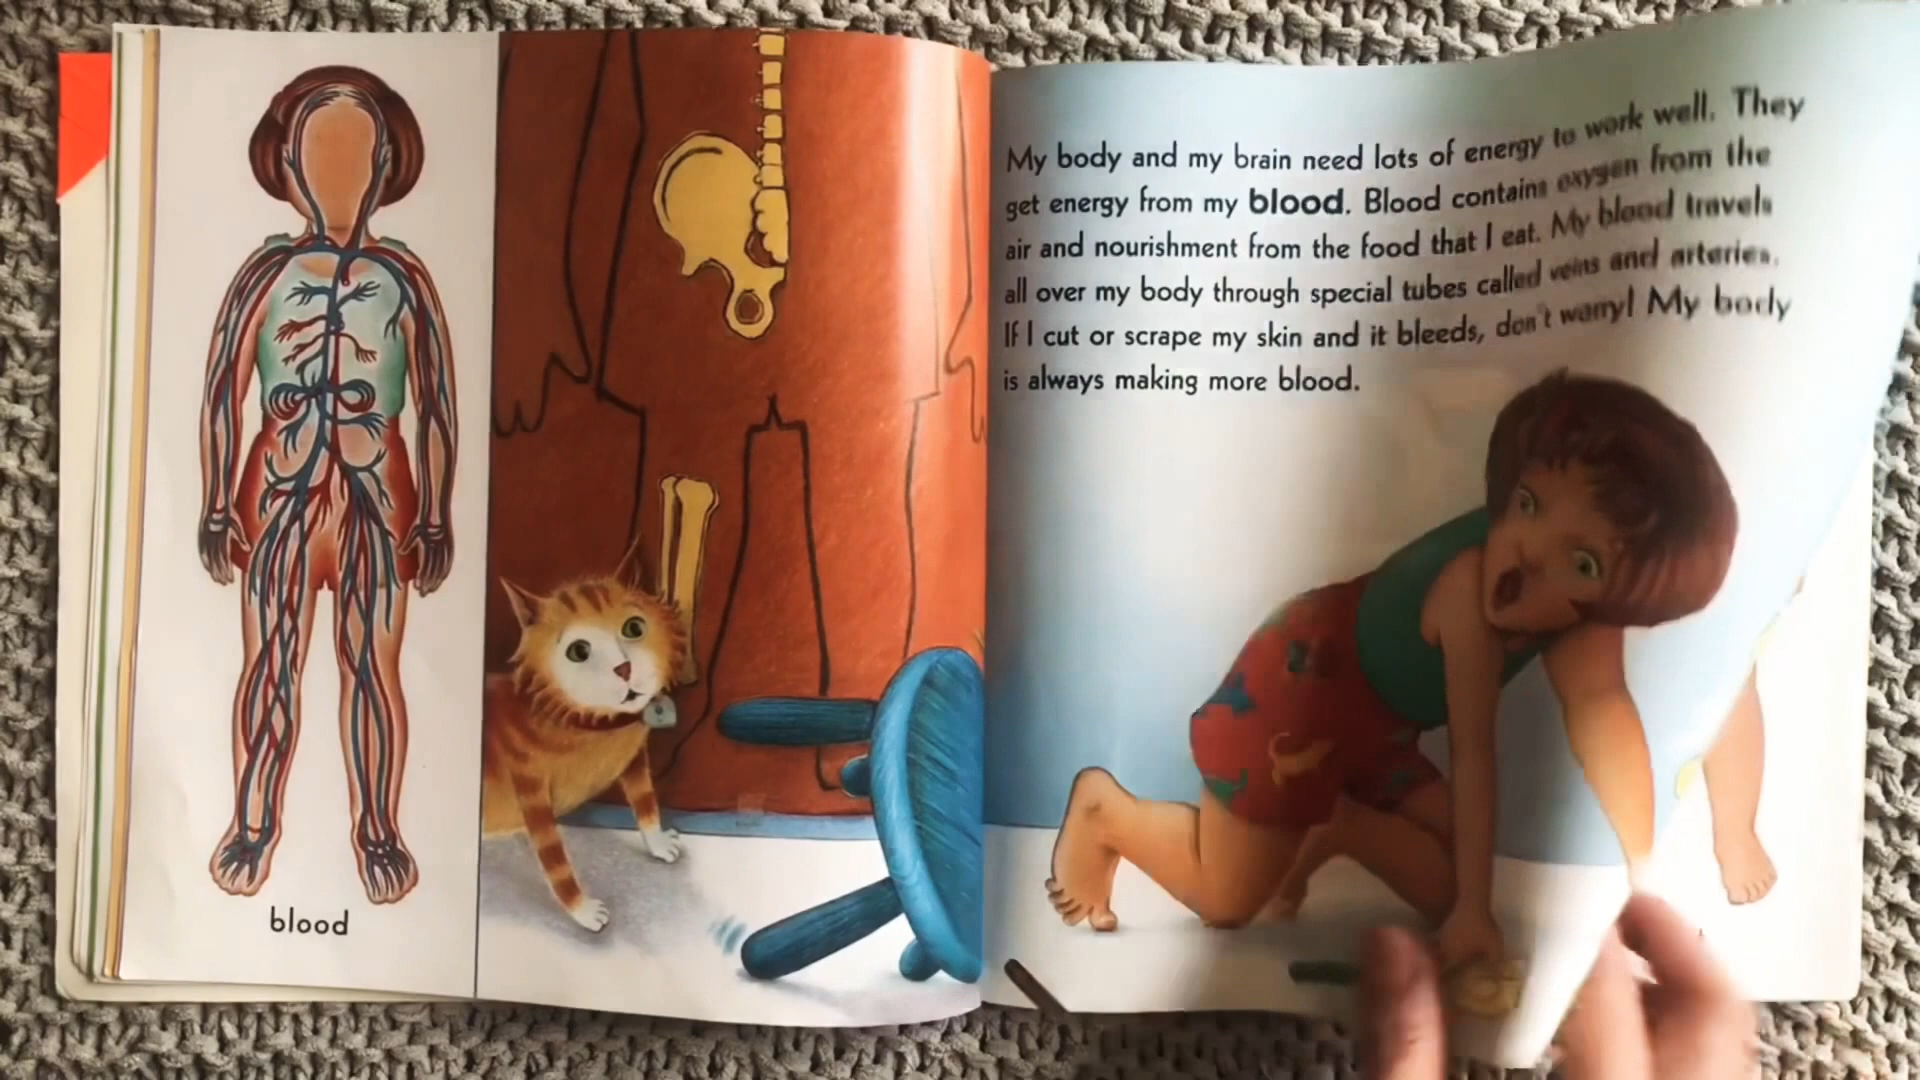 blood
My body and my brain need lots of energy to work well. They
get energy from my blood. Blood contains oxygen from the
air and nourishment from the food that I eat. My blood travels
all over my body through special tubes called veins and arteries.
If I cut or scrape my skin and it bleeds, don't worry! My body
is always making more blood.